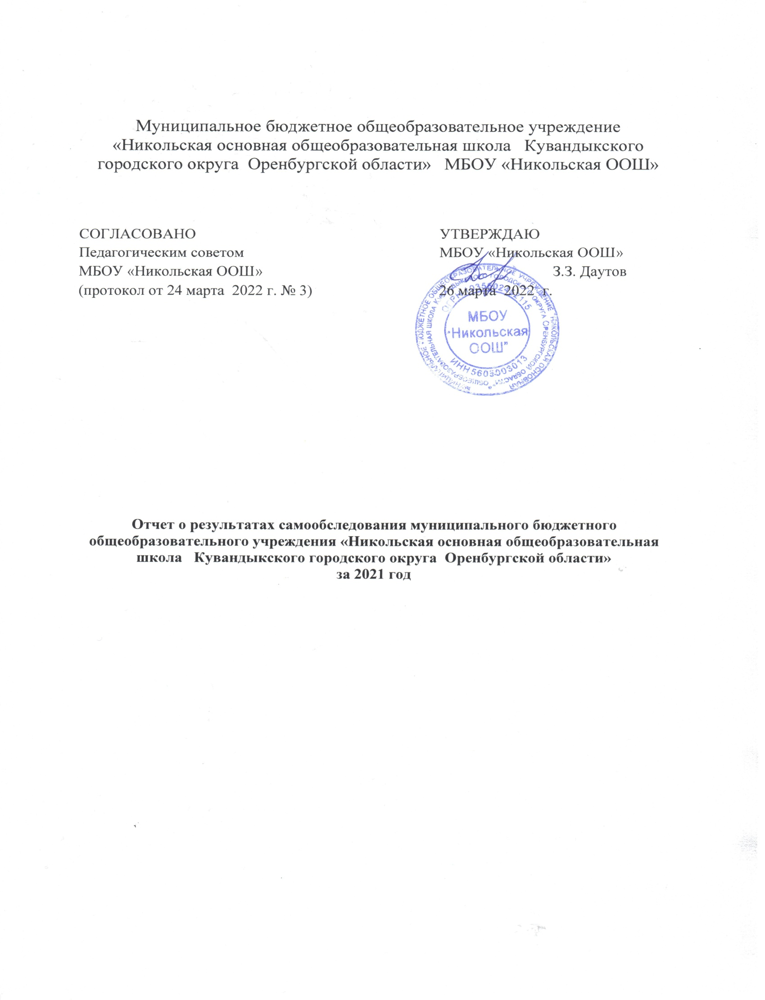 Муниципальное бюджетное общеобразовательное учреждение
«Никольская основная общеобразовательная школа Кувандыкского
городского округа Оренбургской области» МБОУ «Никольская ООШ»
СОГЛАСОВАНО
Педагогическим советом
МБОУ «Никольская ООШ»
(протокол от 24 марта 2022 г. № 3)
УТВЕРЖДАЮ
МБОУ «Никольская ООШ»
З.З. Даутов
26 марта 2022 г.
МБОУ
"Никольская
ООШ"
ИНН 5605003013
Отчет о результатах самообследования муниципального бюджетного
общеобразовательного учреждения «Никольская основная общеобразовательная
школа Кувандыкского городского округа Оренбургской области»
за 2021 год